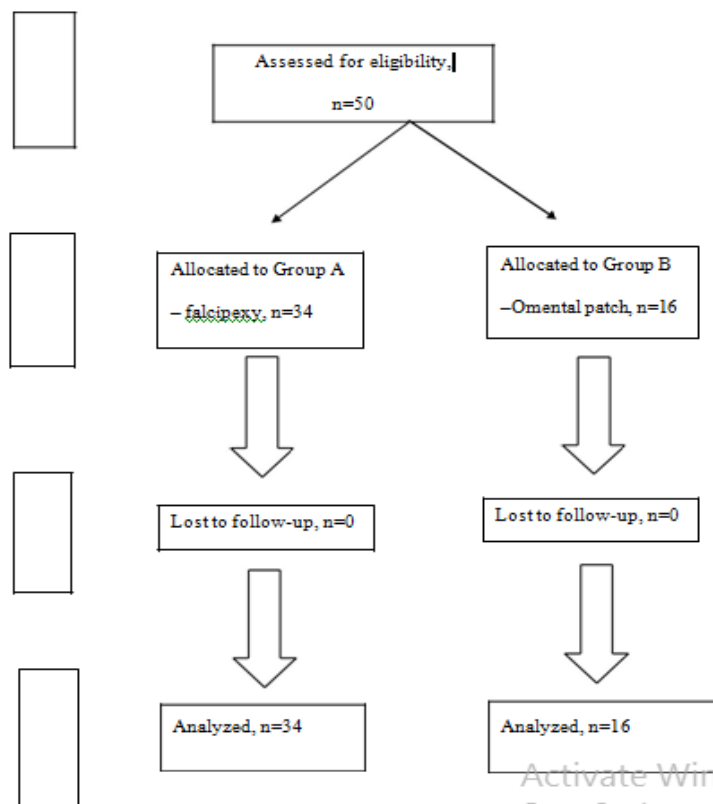 Assessed for eligibility,
n=50
Allocated to Group A
– falcipexy, n=34
Allocated to Group B
–Omental patch, n=16
Lost to follow-up, n=0
Lost to follow-up, n=0
Analyzed, n=34
Analyzed, n=16
Activate Win